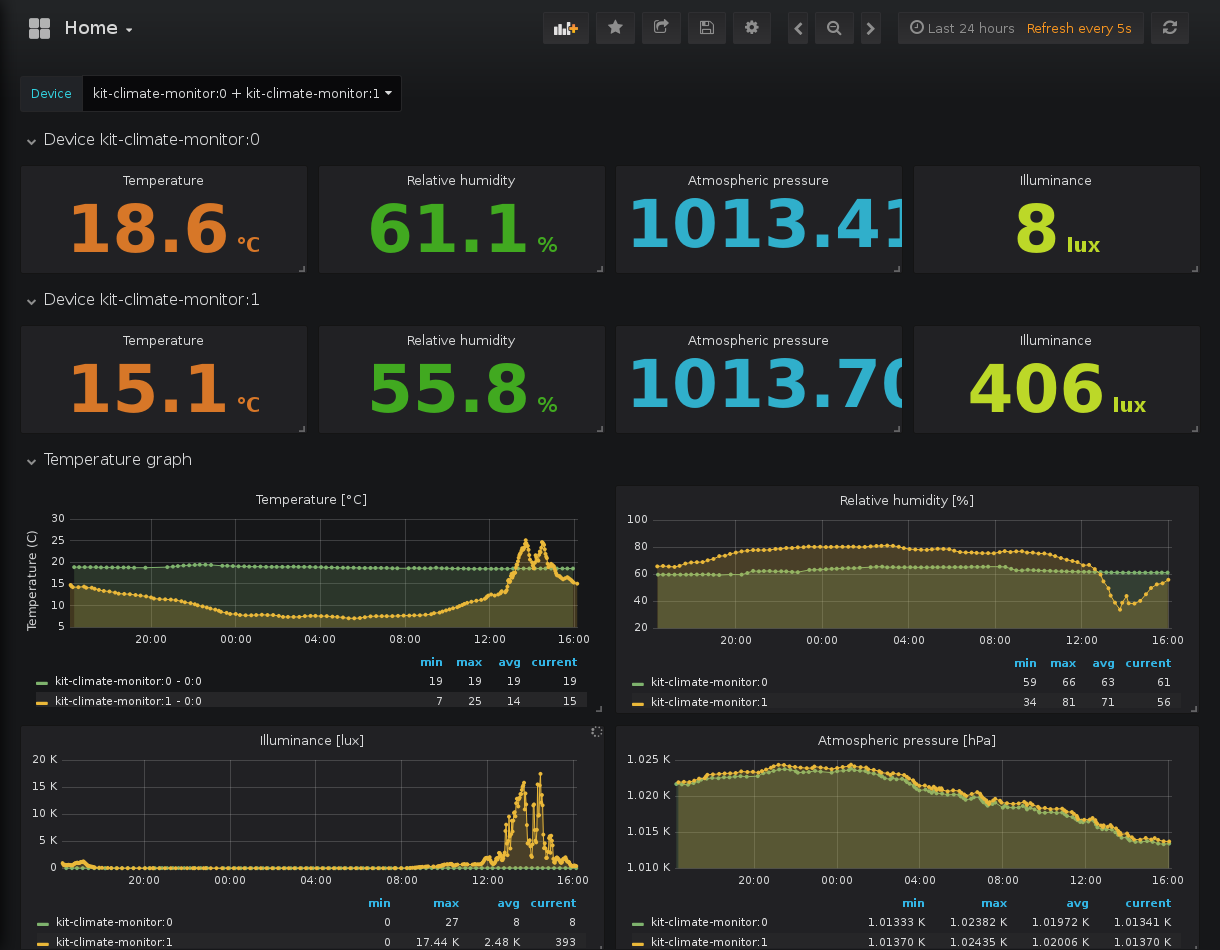 Home
Last 24 hours Refresh every 5s
Device kit-climate-monitor:0 + kit-climate-monitor:1
Device kit-climate-monitor:0
Temperature Relative humidity Atmospheric pressure Illuminance
18.6 °C 61.1 % 1013.41 8 lux
Device kit-climate-monitor:1
Temperature Relative humidity Atmospheric pressure Illuminance
15.1 °C 55.8 % 1013.70 406 lux
Temperature graph
Temperature [°C]
Temperature (C)
30
25
20
15
10
5
20:00 00:00 04:00 08:00 12:00 16:00
min max avg current
kit-climate-monitor:0 - 0:0 19 19 19 19
kit-climate-monitor:1 - 0:0 7 25 14 15
Relative humidity [%]
100
80
60
40
20
20:00 00:00 04:00 08:00 12:00 16:00
min max avg current
kit-climate-monitor:0 59 66 63 61
kit-climate-monitor:1 34 81 71 56
Illuminance [lux]
20 K
15 K
10 K
5 K
0
20:00 00:00 04:00 08:00 12:00 16:00
min max avg current
kit-climate-monitor:0 0 27 8 8
kit-climate-monitor:1 0 17.44 K 2.48 K 393
Atmospheric pressure [hPa]
1.025 K
1.020 K
1.015 K
1.010 K
20:00 00:00 04:00 08:00 12:00 16:00
min max avg current
kit-climate-monitor:0 1.01333 K 1.02382 K 1.01972 K 1.01341 K
kit-climate-monitor:1 1.01370 K 1.02435 K 1.02006 K 1.01370 K